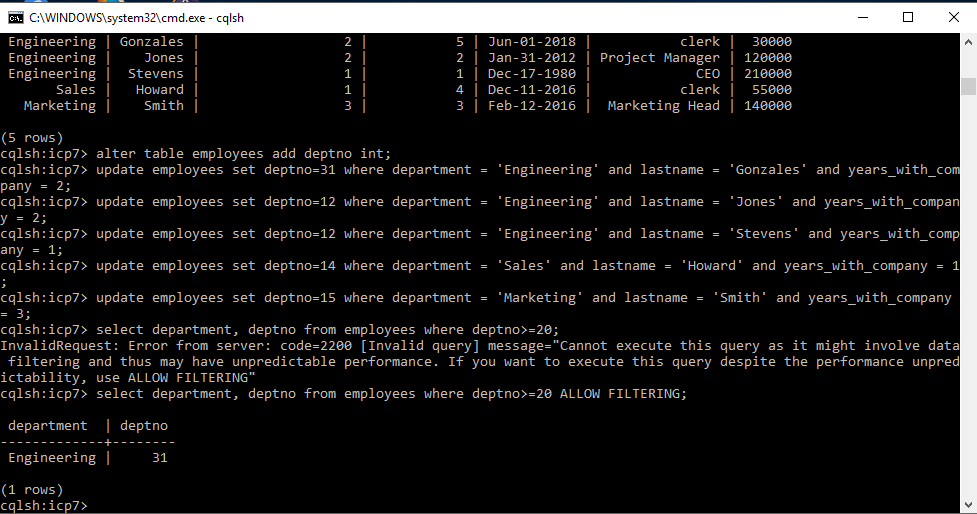 C:\WINDOWS\system32\cmd.exe - cqlsh
Engineering | Gonzales | 2 | 5 | Jun-01-2018 | clerk | 30000
Engineering | Jones | 2 | 2 | Jan-31-2012 | Project Manager | 120000
Engineering | Stevens | 1 | 1 | Dec-17-1980 | CEO | 210000
Sales | Howard | 1 | 4 | Dec-11-2016 | clerk | 55000
Marketing | Smith | 3 | 3 | Feb-12-2016 | Marketing Head | 140000
(5 rows)
cqlsh:icp7> alter table employees add deptno int;
cqlsh:icp7> update employees set deptno=31 where department = 'Engineering' and lastname = 'Gonzales' and years_with_com
pany = 2;
cqlsh:icp7> update employees set deptno=12 where department = 'Engineering' and lastname = 'Jones' and years_with_compan
y = 2;
cqlsh:icp7> update employees set deptno=12 where department = 'Engineering' and lastname = 'Stevens' and years_with_comp
any = 1;
cqlsh:icp7> update employees set deptno=14 where department = 'Sales' and lastname = 'Howard' and years_with_company = 1
;
cqlsh:icp7> update employees set deptno=15 where department = 'Marketing' and lastname = 'Smith' and years_with_company
= 3;
cqlsh:icp7> select department, deptno from employees where deptno>=20;
InvalidRequest: Error from server: code=2200 [Invalid query] message="Cannot execute this query as it might involve data
filtering and thus may have unpredictable performance. If you want to execute this query despite the performance unpred
ictability, use ALLOW FILTERING"
cqlsh:icp7> select department, deptno from employees where deptno>=20 ALLOW FILTERING;
department | deptno
-------------+--------
Engineering | 31
(1 rows)
cqlsh:icp7>